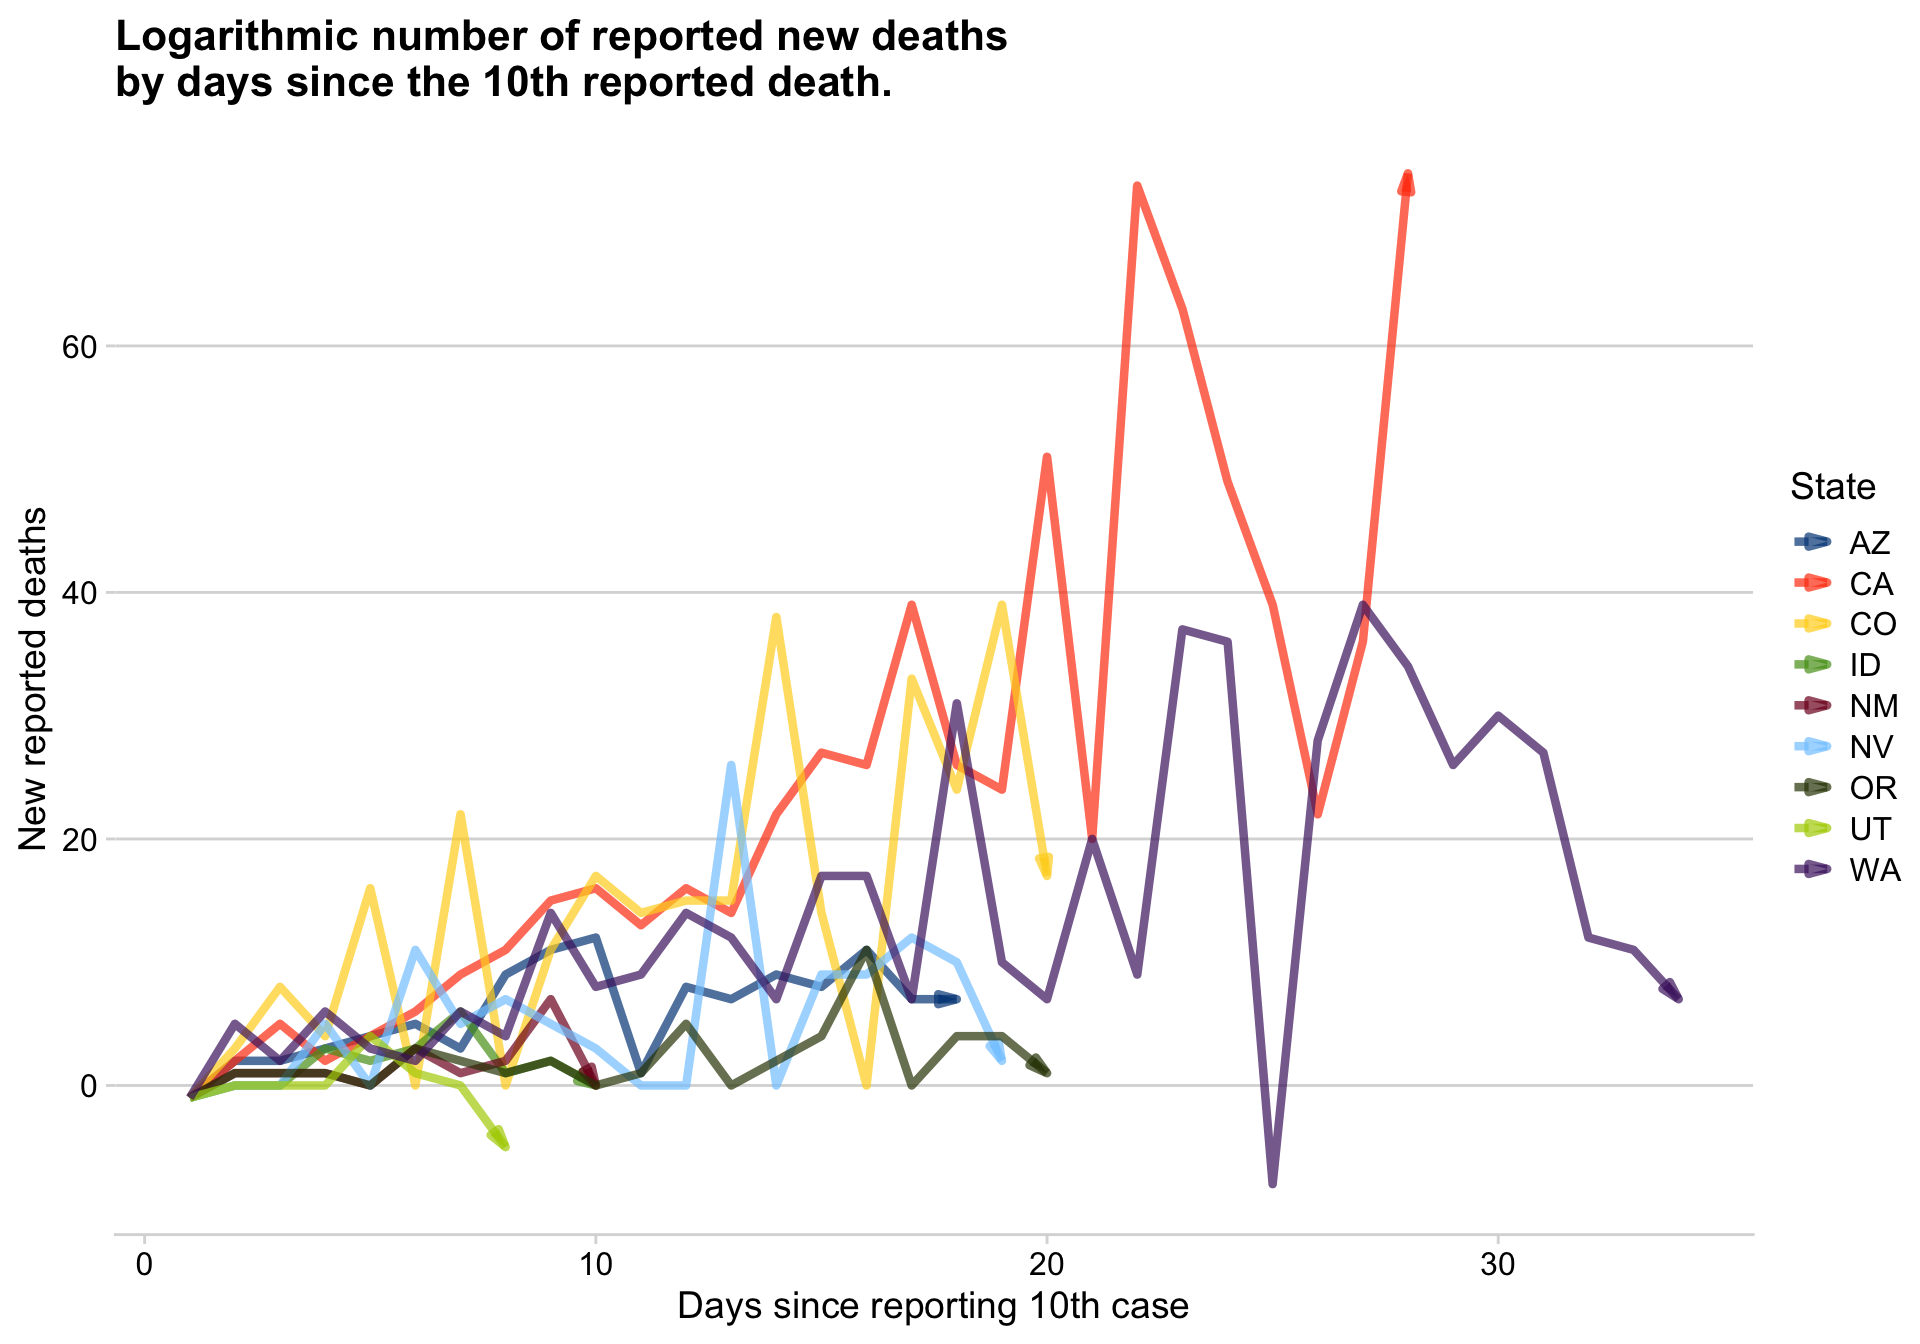 Logarithmic number of reported new deaths
by days since the 10th reported death.
New reported deaths
60
40
20
0
0
10
20
30
Days since reporting 10th case
State
AZ
CA
CO
ID
NM
NV
OR
UT
WA